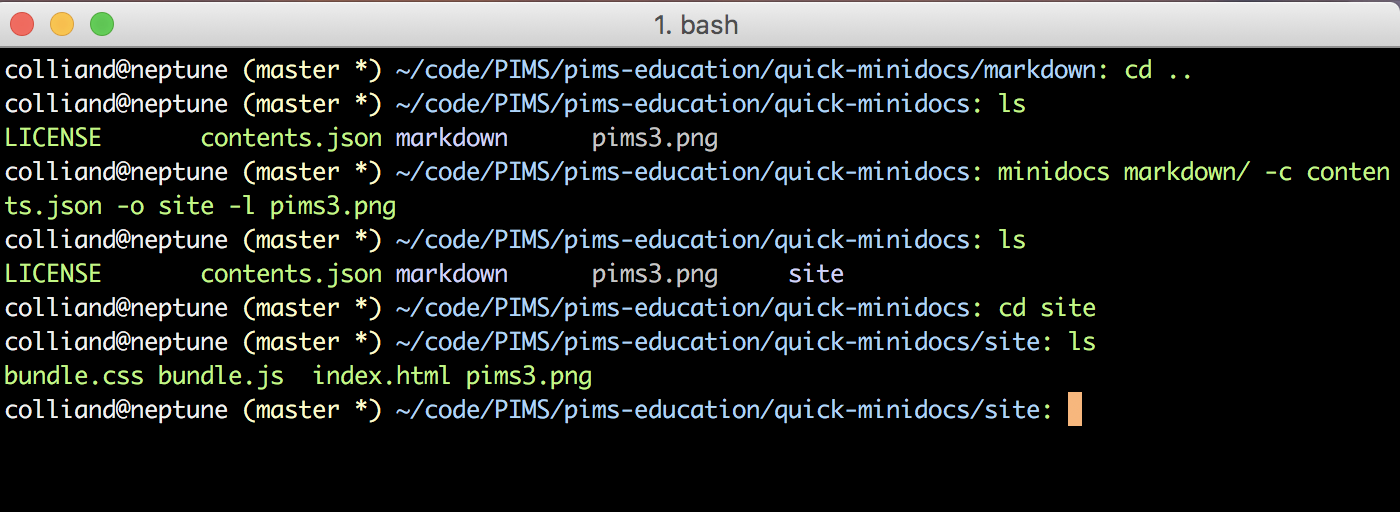 1. bash
colliand@neptune (master *) ~/code/PIMS/pims-education/quick-minidocs/markdown: cd ..
colliand@neptune (master *) ~/code/PIMS/pims-education/quick-minidocs: ls
LICENSE       contents.json markdown      pims3.png
colliand@neptune (master *) ~/code/PIMS/pims-education/quick-minidocs: minidocs markdown/ -c conten
ts.json -o site -l pims3.png
colliand@neptune (master *) ~/code/PIMS/pims-education/quick-minidocs: ls
LICENSE       contents.json markdown      pims3.png     site
colliand@neptune (master *) ~/code/PIMS/pims-education/quick-minidocs: cd site
colliand@neptune (master *) ~/code/PIMS/pims-education/quick-minidocs/site: ls
bundle.css bundle.js  index.html pims3.png
colliand@neptune (master *) ~/code/PIMS/pims-education/quick-minidocs/site: